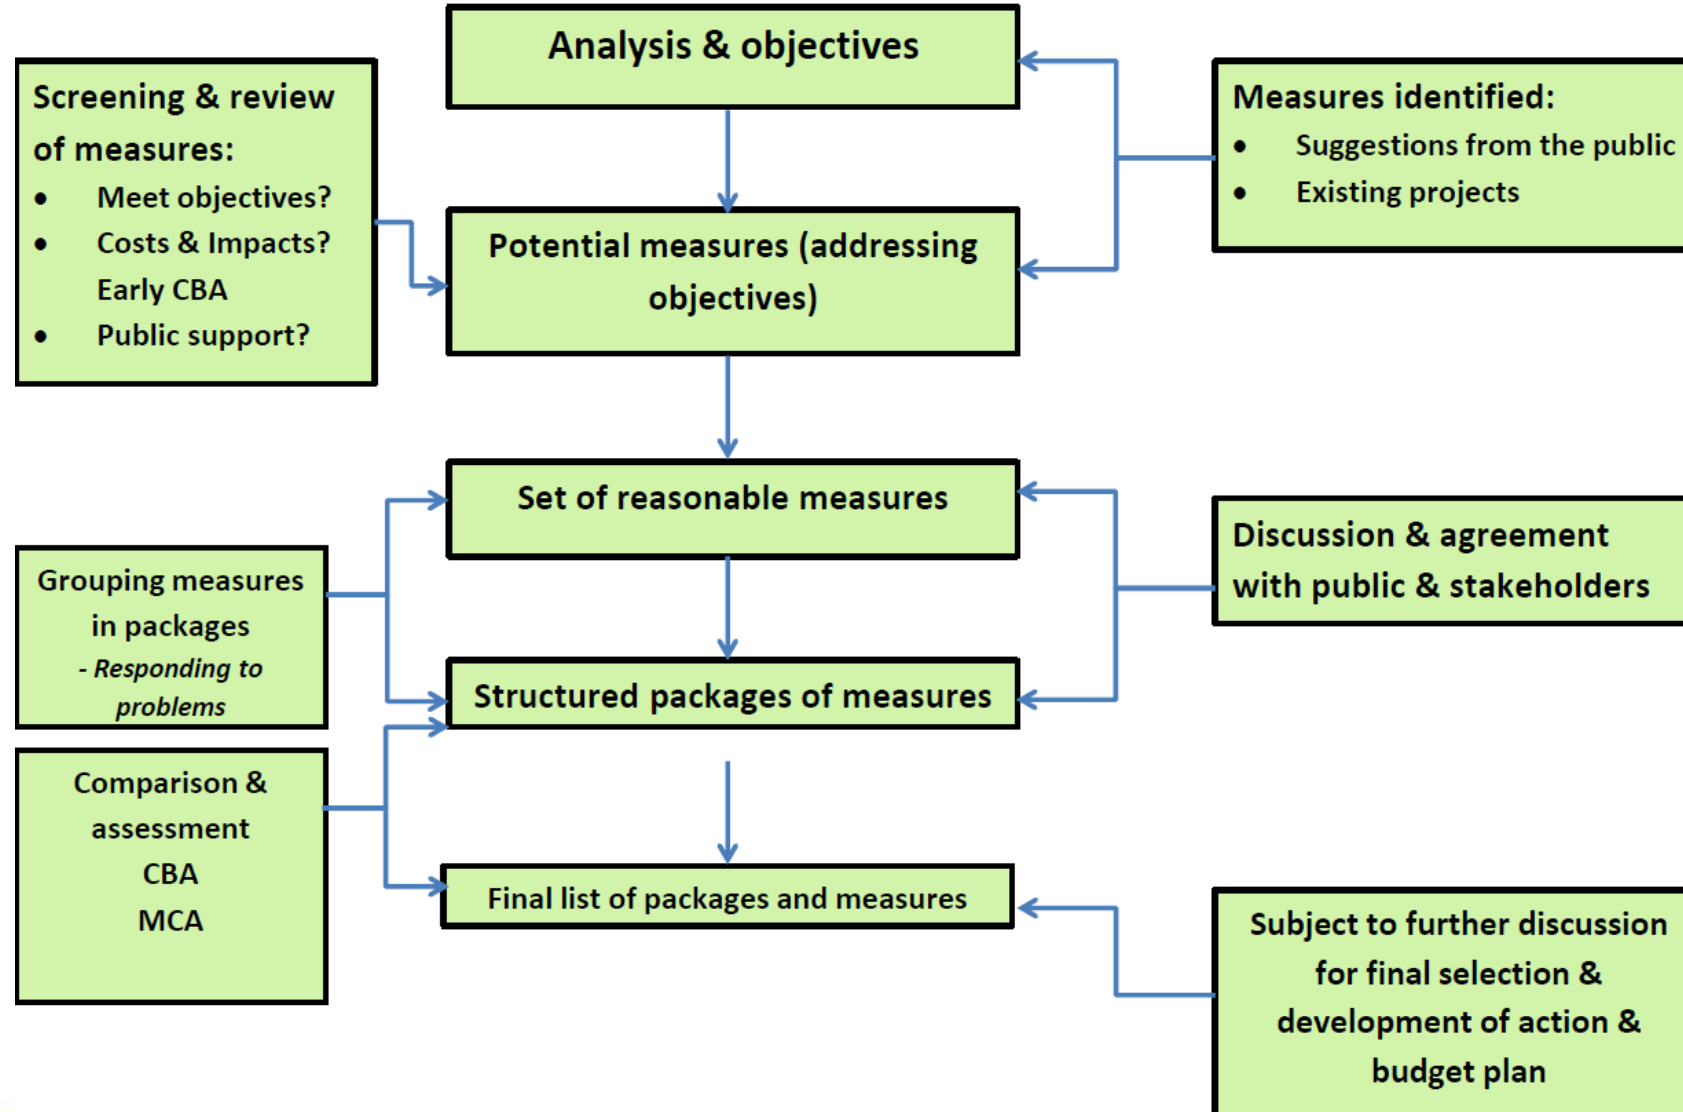 Analysis & objectives
Screening & review
of measures:
• Meet objectives?
• Costs & Impacts?
Early CBA
• Public support?
Measures identified:
• Suggestions from the public
• Existing projects
Potential measures (addressing
objectives)
Set of reasonable measures
Grouping measures
in packages
- Responding to
problems
Discussion & agreement
with public & stakeholders
Structured packages of measures
Comparison &
assessment
CBA
MCA
Final list of packages and measures
Subject to further discussion
for final selection &
development of action &
budget plan